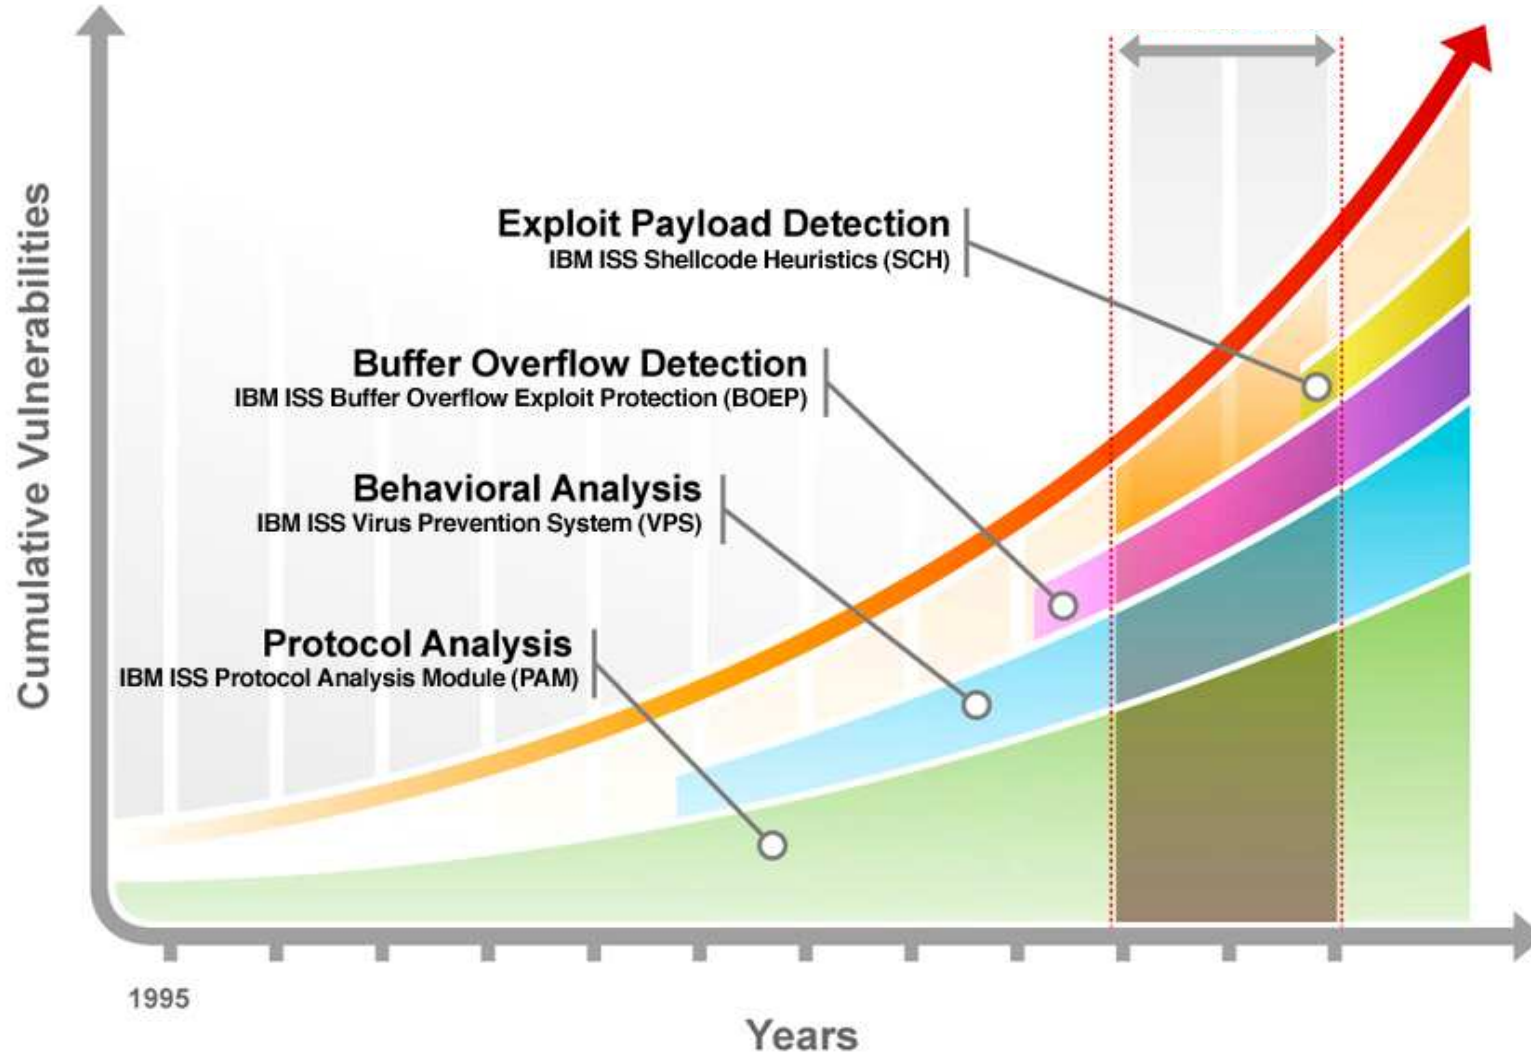 Cumulative Vulnerabilities
Exploit Payload Detection
IBM ISS Shellcode Heuristics (SCH)
Buffer Overflow Detection
IBM ISS Buffer Overflow Exploit Protection (BOEP)
Behavioral Analysis
IBM ISS Virus Prevention System (VPS)
Protocol Analysis
IBM ISS Protocol Analysis Module (PAM)
1995
Years